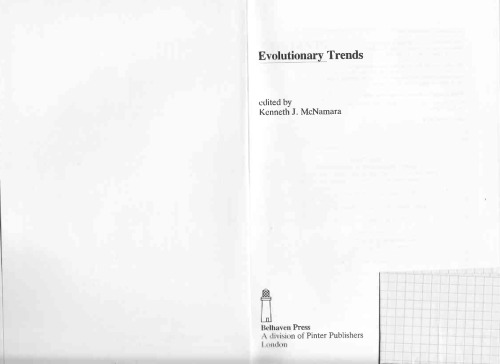 Evolutionary Trends
edited by
Kenneth J. McNamara
Belhaven Press
A division of Pinter Publishers
London